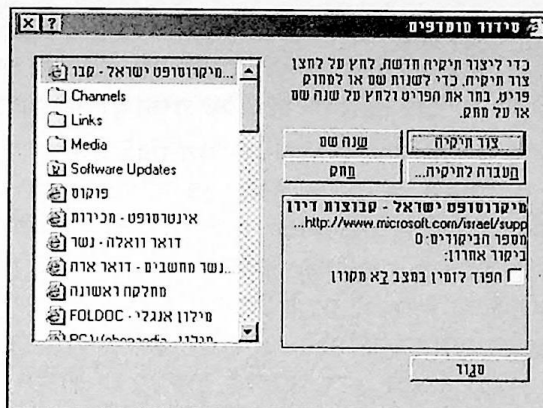 סידור מועדפים
כדי ליצור תיקיה חדשה, לחץ על לחצן
צור תיקיה. כדי לשנות שם או למחוק
פריט, בחר את הפריט ולחץ על שנה שם
או על מחק.
צור תיקיה
שנה שם
העברה לתיקיה...
מחק
מיקרוסופט ישראל - קבוצות דיון
http://www.microsoft.com/israel/supp...
מספר הביקורים: 0
ביקור אחרון:
הפוך לזמין במצב לא מקוון
סגור
מיקרוסופט ישראל - קבו...
Channels
Links
Media
Software Updates
פוקוס
אינטרסופט - מכירות
דואר וואלה - נשר
נשר מחשבים - דואר ארת...
מחלקה ראשונה
מילון אנגלי - FOLDOC